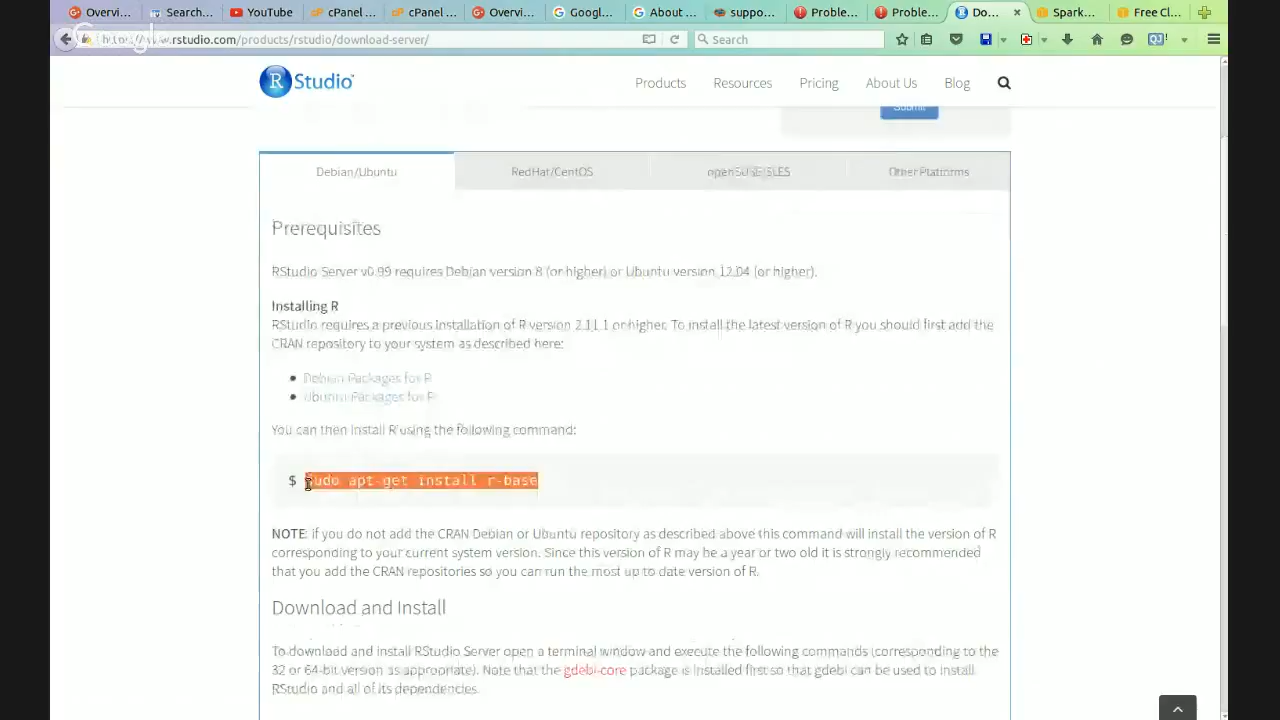 Overvi...
Search...
YouTube
cPanel ...
cPanel ...
Overvi...
Googl...
About ...
suppo...
Proble...
Proble...
Do...
Spark...
Free Cl...
https://www.rstudio.com/products/rstudio/download-server/
Search
R Studio
Products
Resources
Pricing
About Us
Blog
Submit
Debian/Ubuntu
RedHat/CentOS
openSUSE/SLES
Other Platforms
Prerequisites
RStudio Server v0.99 requires Debian version 8 (or higher) or Ubuntu version 12.04 (or higher).
Installing R
RStudio requires a previous installation of R version 2.11.1 or higher. To install the latest version of R you should first add the
CRAN repository to your system as described here:
Debian Packages for R
Ubuntu Packages for R
You can then install R using the following command:
$ sudo apt-get install r-base
NOTE: if you do not add the CRAN Debian or Ubuntu repository as described above this command will install the version of R
corresponding to your current system version. Since this version of R may be a year or two old it is strongly recommended
that you add the CRAN repositories so you can run the most up to date version of R.
Download and Install
To download and install RStudio Server open a terminal window and execute the following commands (corresponding to the
32 or 64-bit version as appropriate). Note that the gdebi-core package is installed first so that gdebi can be used to install
RStudio and all of its dependencies.